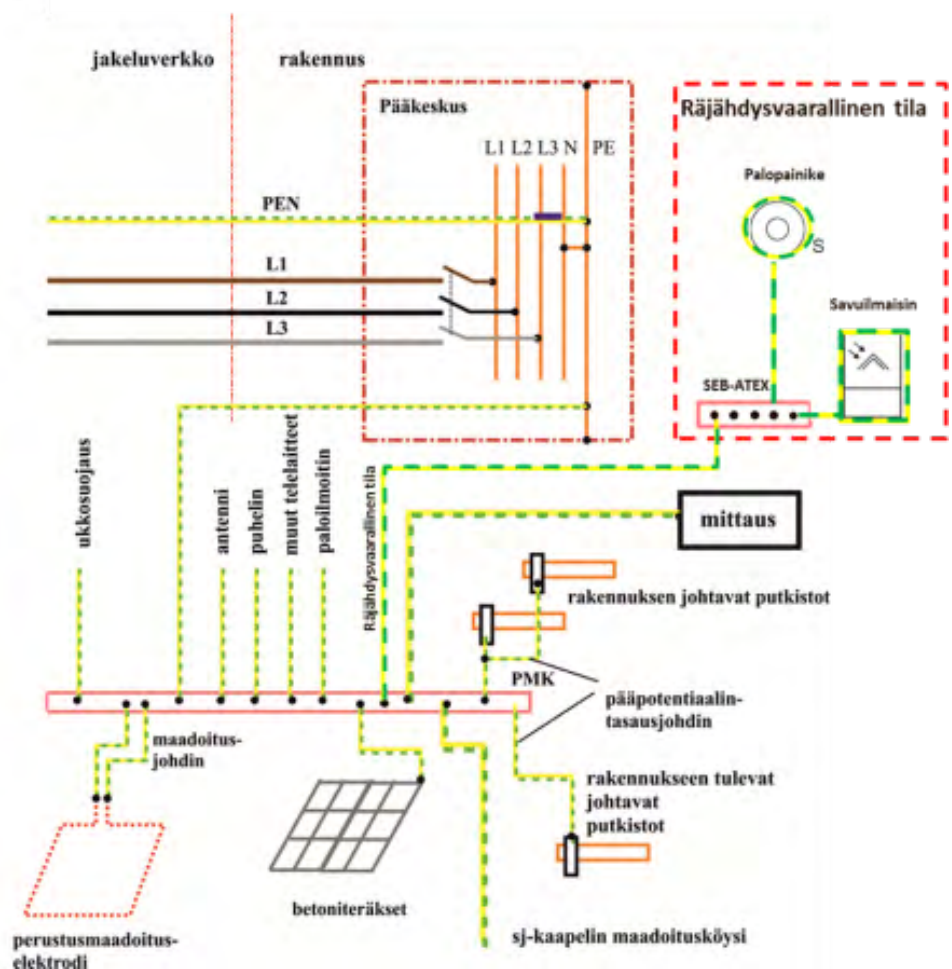 jakeluverkko
rakennus
Pääkeskus
Räjähdysvaarallinen tila
L1 L2 L3 N PE
Palopainike
PEN
S
L1
L2
Savuilmaisin
L3
SEB-ATEX
ukkosuojaus
antenni
puhelin
muut telelaitteet
paloilmoitin
Räjähdysvaarallinen tila
mittaus
rakennuksen johtavat putkistot
PMK
pääpotentiaalin-
tasausjohdin
maadoitus-
johdin
rakennukseen tulevat
johtavat
putkistot
betoniteräkset
perustusmaadoitus-
elektrodi
sj-kaapelin maadoitusköysi